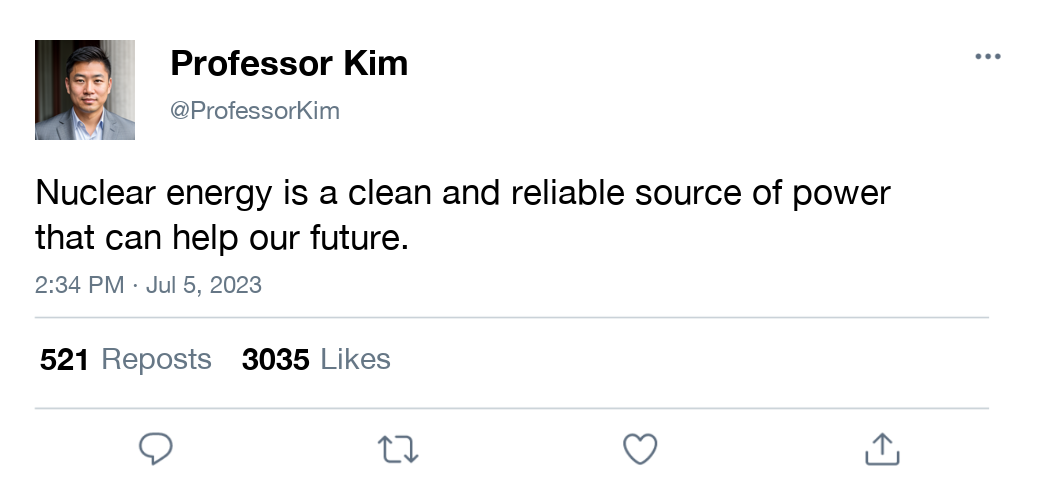 Professor Kim
@ProfessorKim
Nuclear energy is a clean and reliable source of power
that can help our future.
2:34 PM · Jul 5, 2023
521 Reposts 3035 Likes